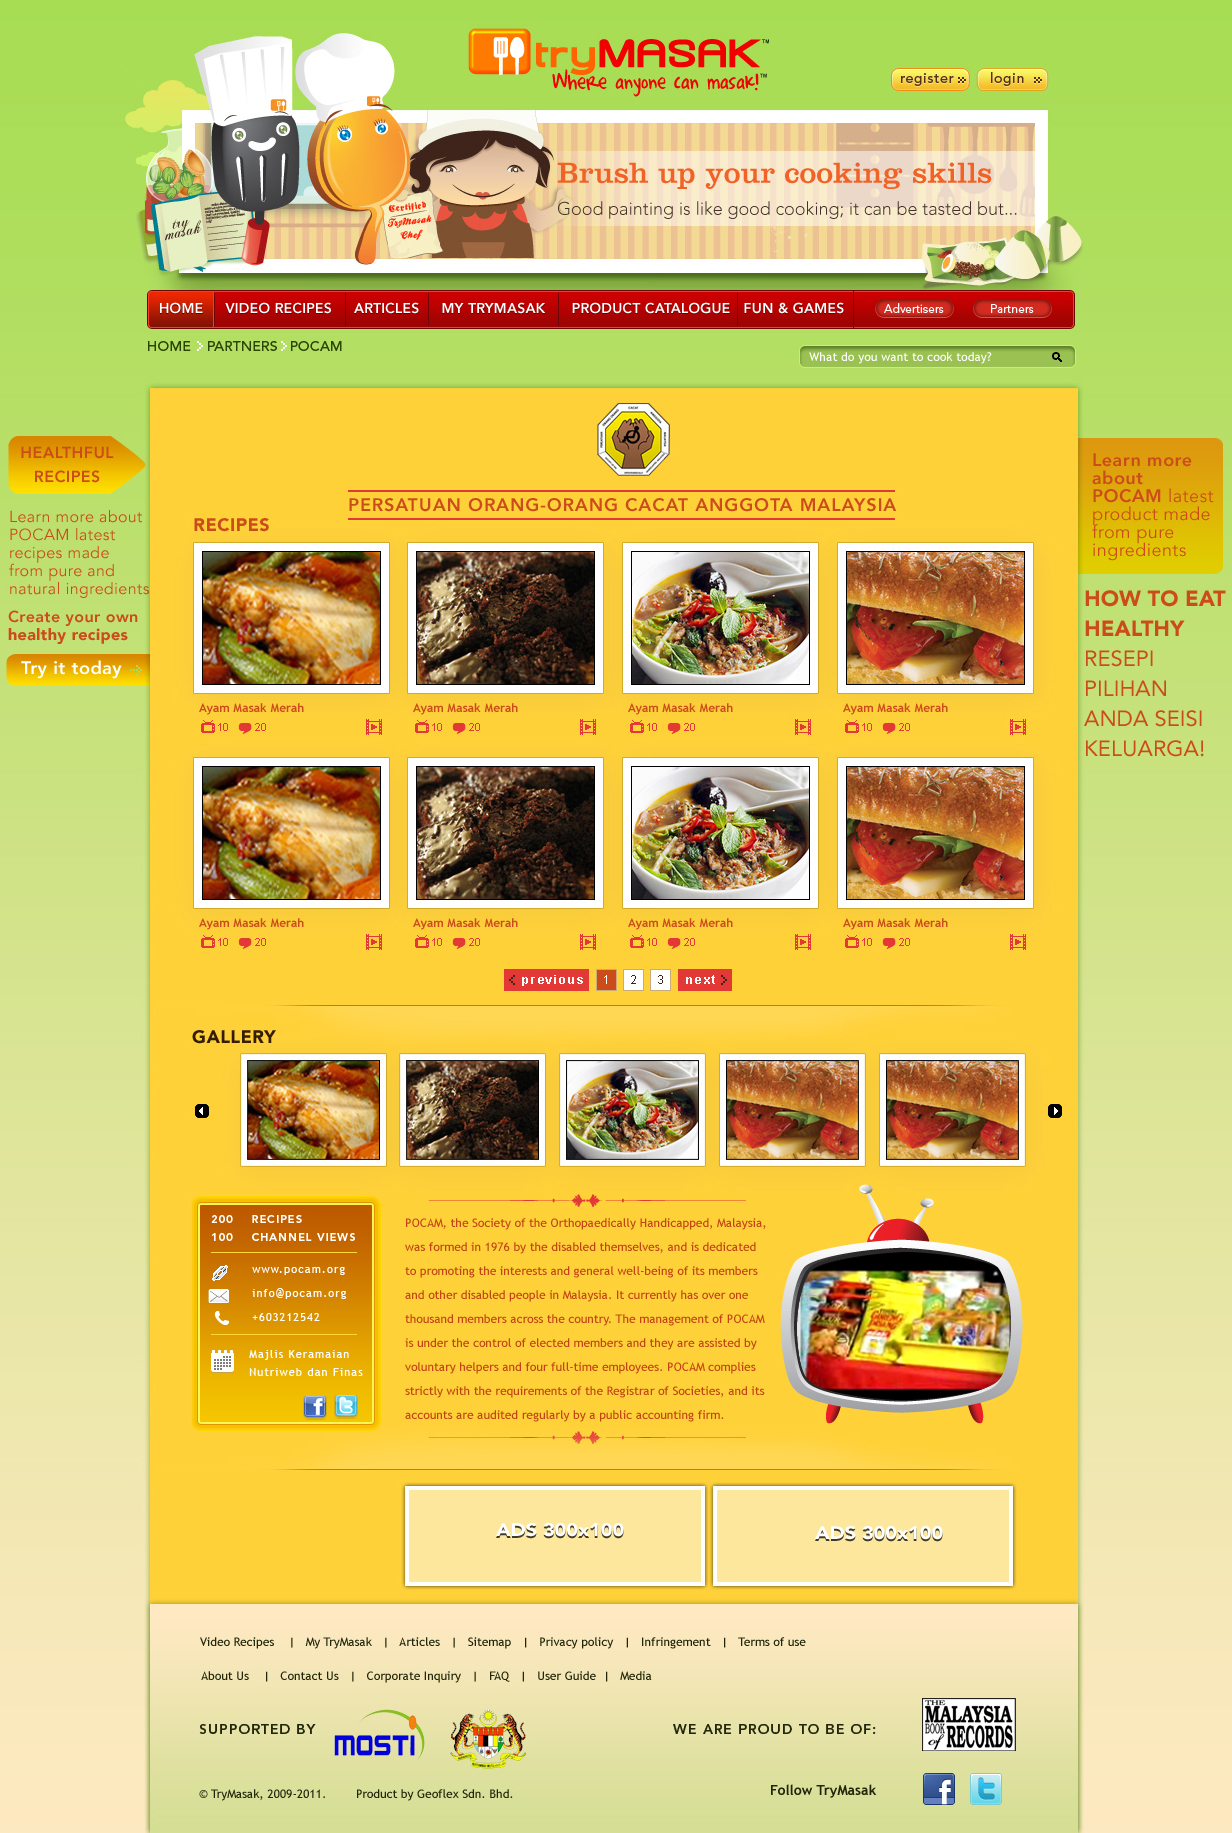 tryMASAK™
Where anyone can masak!™
register
login
Brush up your cooking skills
Good painting is like good cooking; it can be tasted but...
try
masak
Certified
TryMasak
Chef
HOME
VIDEO RECIPES
ARTICLES
MY TRYMASAK
PRODUCT CATALOGUE
FUN & GAMES
Advertisers
Partners
HOME > PARTNERS > POCAM
What do you want to cook today?
HEALTHFUL
RECIPES
Learn more about
POCAM latest
recipes made
from pure and
natural ingredients
Create your own
healthy recipes
Try it today
Learn more
about
POCAM latest
product made
from pure
ingredients
HOW TO EAT
HEALTHY
RESEPI
PILIHAN
ANDA SEISI
KELUARGA!
PERSATUAN ORANG-ORANG CACAT ANGGOTA MALAYSIA
RECIPES
Ayam Masak Merah
10 20
Ayam Masak Merah
10 20
Ayam Masak Merah
10 20
Ayam Masak Merah
10 20
Ayam Masak Merah
10 20
Ayam Masak Merah
10 20
Ayam Masak Merah
10 20
Ayam Masak Merah
10 20
previous 1 2 3 next
GALLERY
200 RECIPES
100 CHANNEL VIEWS
www.pocam.org
info@pocam.org
+603212542
Majlis Keramaian
Nutriweb dan Finas
POCAM, the Society of the Orthopaedically Handicapped, Malaysia,
was formed in 1976 by the disabled themselves, and is dedicated
to promoting the interests and general well-being of its members
and other disabled people in Malaysia. It currently has over one
thousand members across the country. The management of POCAM
is under the control of elected members and they are assisted by
voluntary helpers and four full-time employees. POCAM complies
strictly with the requirements of the Registrar of Societies, and its
accounts are audited regularly by a public accounting firm.
ADS 300x100
ADS 300x100
Video Recipes | My TryMasak | Articles | Sitemap | Privacy policy | Infringement | Terms of use
About Us | Contact Us | Corporate Inquiry | FAQ | User Guide | Media
SUPPORTED BY
MOSTI
WE ARE PROUD TO BE OF:
THE
MALAYSIA
BOOK of RECORDS
© TryMasak, 2009-2011. Product by Geoflex Sdn. Bhd.
Follow TryMasak